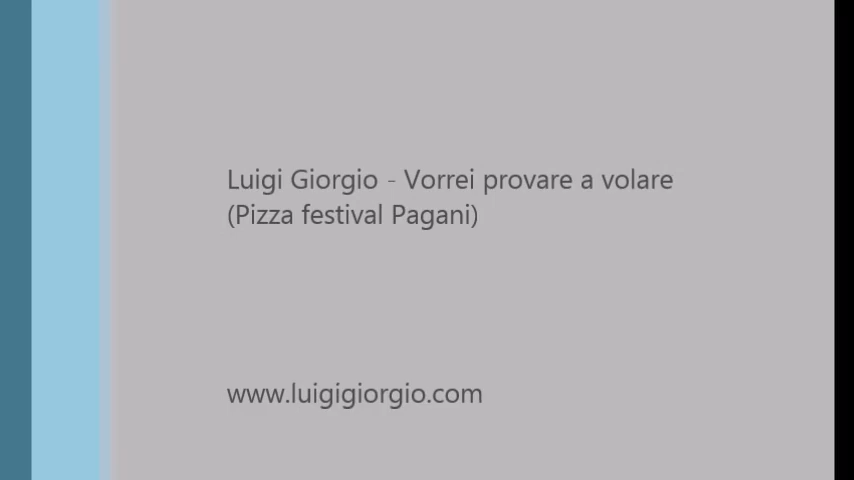 Luigi Giorgio - Vorrei provare a volare
(Pizza festival Pagani)
www.luigigiorgio.com